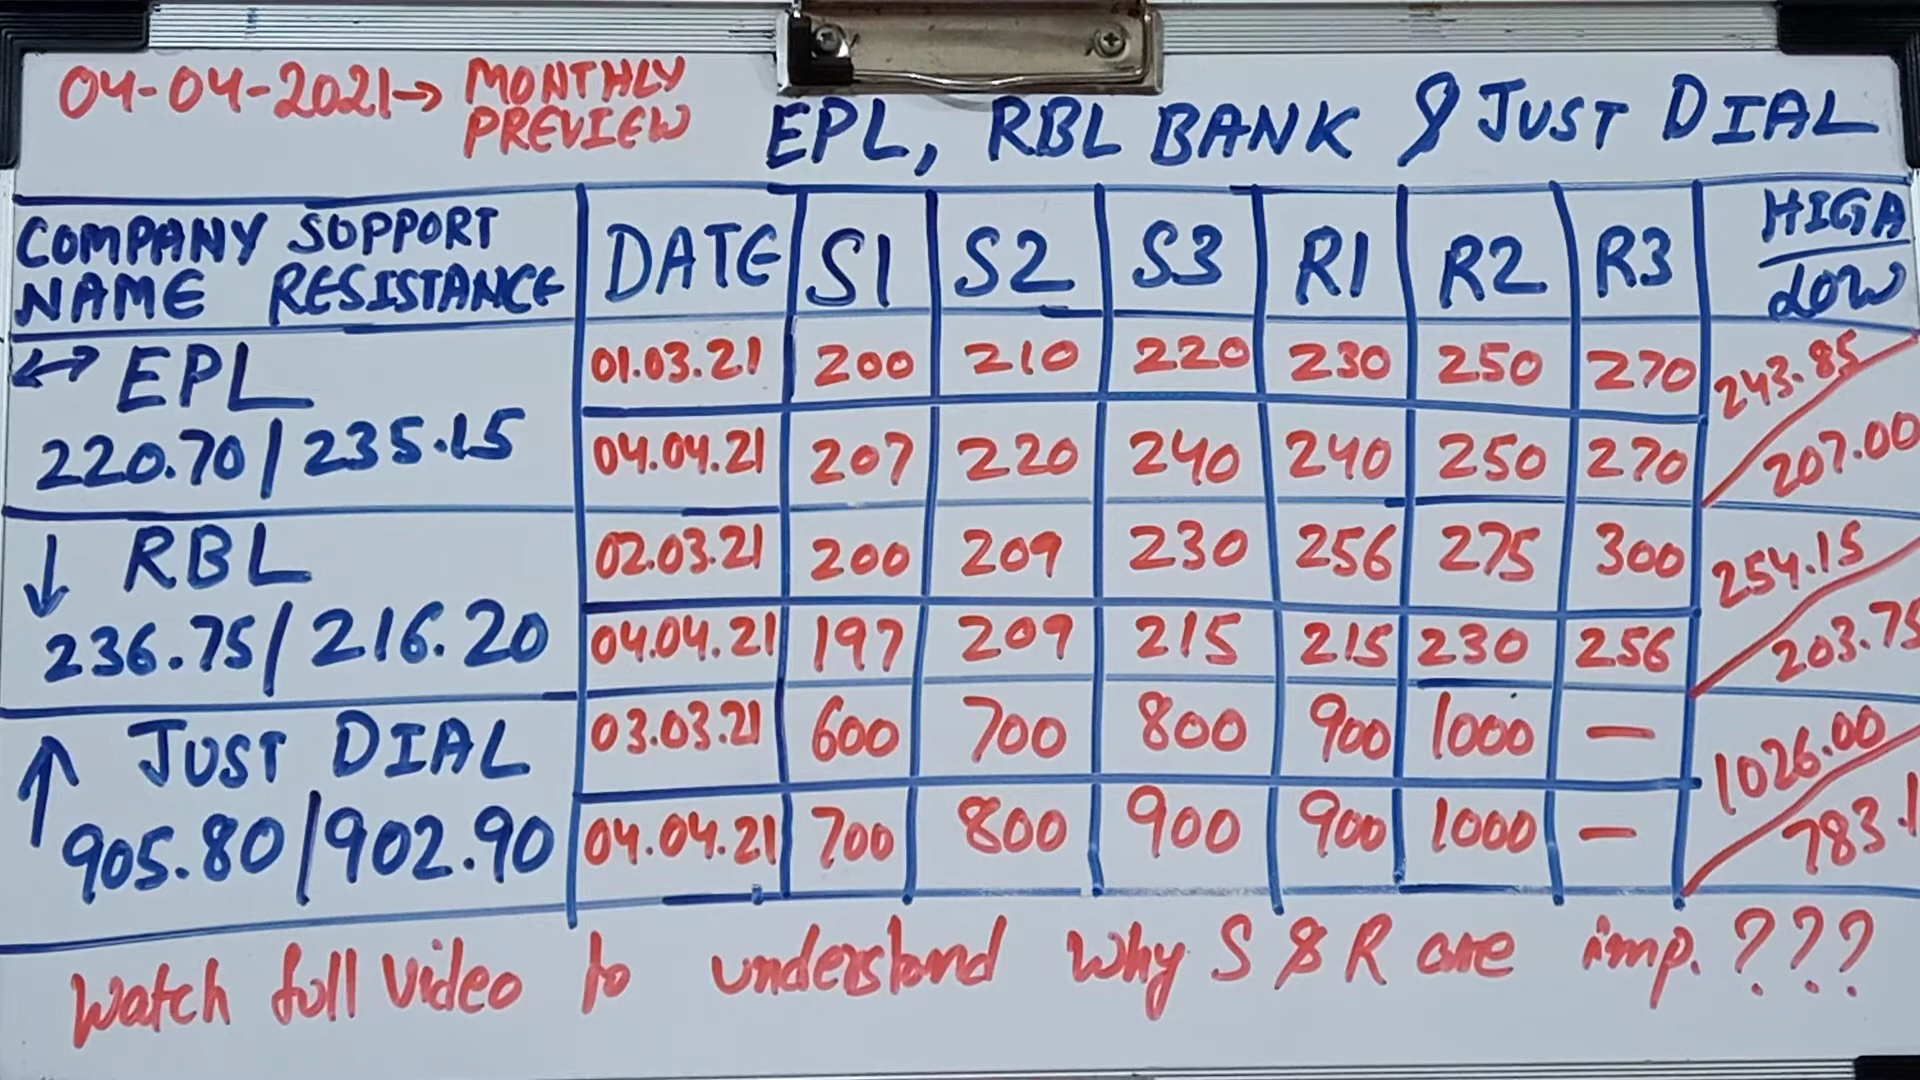 04-04-2021→ MONTHLY PREVIEW
EPL, RBL BANK & JUST DIAL
COMPANY NAME SUPPORT RESISTANCE DATE S1 S2 S3 R1 R2 R3 HIGH/LOW
↔ EPL 01.03.21 200 210 220 230 250 270 243.85
220.70/235.15 04.04.21 207 220 240 240 250 270 207.00
↓ RBL 02.03.21 200 209 230 256 275 300 254.15
236.75/216.20 04.04.21 197 209 215 215 230 256 203.75
↑ JUST DIAL 03.03.21 600 700 800 900 1000 — 1026.00
905.80/902.90 04.04.21 700 800 900 900 1000 — 783.1
Watch full video to understand why S & R are imp. ???